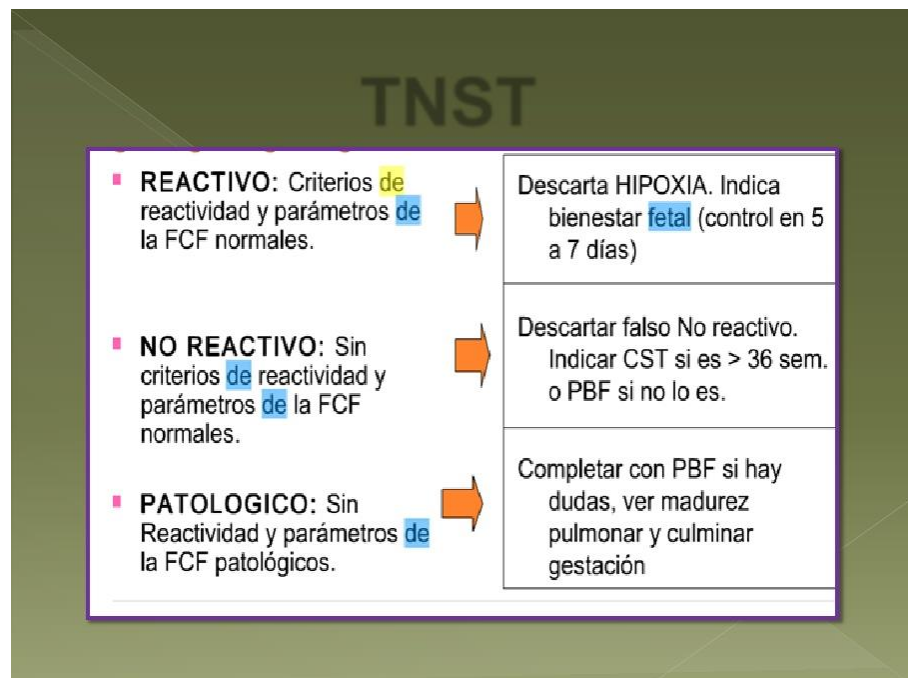 TNST
▪ REACTIVO: Criterios de
reactividad y parámetros de
la FCF normales.
Descarta HIPOXIA. Indica
bienestar fetal (control en 5
a 7 días)
▪ NO REACTIVO: Sin
criterios de reactividad y
parámetros de la FCF
normales.
Descartar falso No reactivo.
Indicar CST si es > 36 sem.
o PBF si no lo es.
▪ PATOLOGICO: Sin
Reactividad y parámetros de
la FCF patológicos.
Completar con PBF si hay
dudas, ver madurez
pulmonar y culminar
gestación